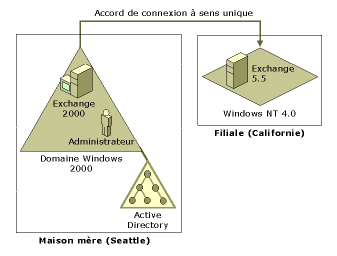 Accord de connexion à sens unique
Exchange
2000
Administrateur
Domaine Windows
2000
Active
Directory
Maison mère (Seattle)
Exchange
5.5
Windows NT 4.0
Filiale (Californie)